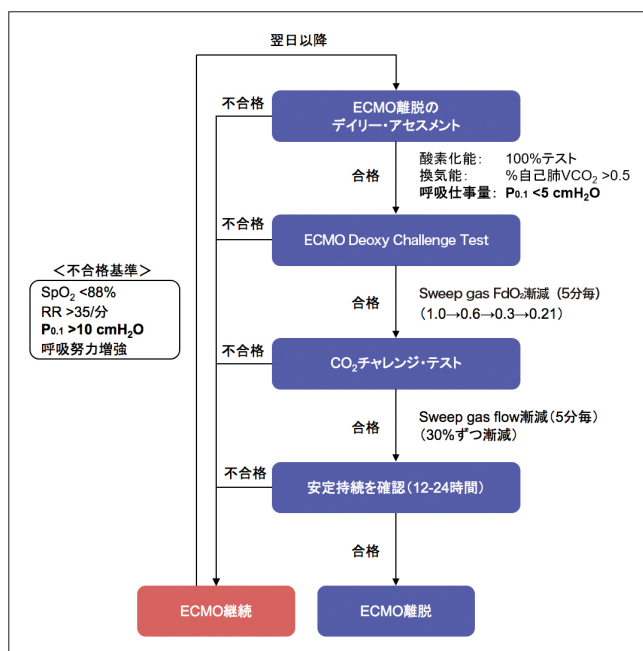 翌日以降
不合格
ECMO離脱の
デイリー・アセスメント
合格
酸素化能: 100%テスト
換気能: %自己肺VCO₂ >0.5
呼吸仕事量: P₀.₁ <5 cmH₂O
不合格
ECMO Deoxy Challenge Test
<不合格基準>
SpO₂ <88%
RR >35/分
P₀.₁ >10 cmH₂O
呼吸努力増強
合格
Sweep gas FdO₂漸減 (5分毎)
(1.0→0.6→0.3→0.21)
不合格
CO₂チャレンジ・テスト
合格
Sweep gas flow漸減(5分毎)
(30%ずつ漸減)
不合格
安定持続を確認(12-24時間)
合格
ECMO継続
ECMO離脱